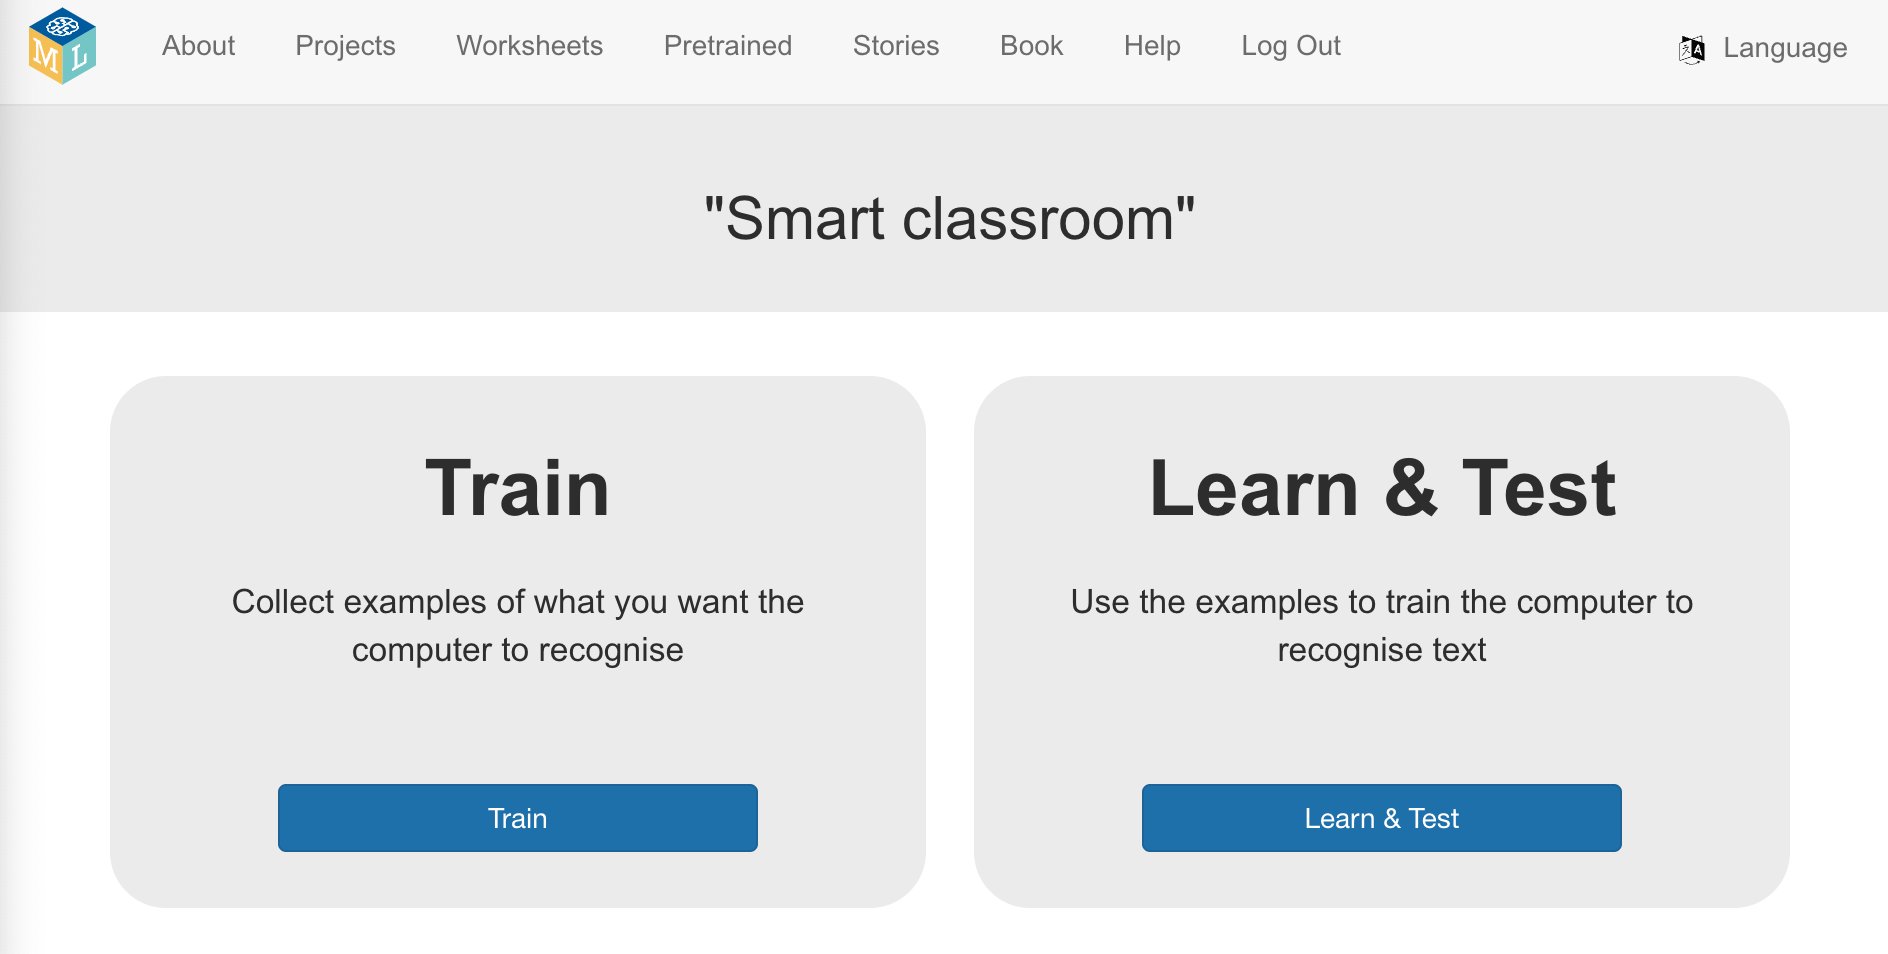 ML
About Projects Worksheets Pretrained Stories Book Help Log Out Language
"Smart classroom"
Train
Collect examples of what you want the
computer to recognise
Train
Learn & Test
Use the examples to train the computer to
recognise text
Learn & Test